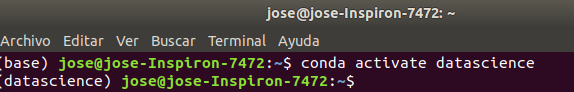 jose@jose-Inspiron-7472: ~
Archivo Editar Ver Buscar Terminal Ayuda
(base) jose@jose-Inspiron-7472:~$ conda activate datascience
(datascience) jose@jose-Inspiron-7472:~$